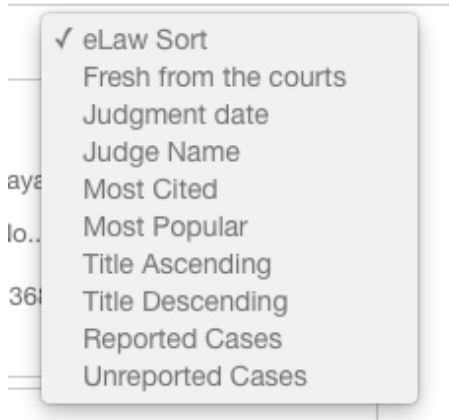 ✓ eLaw Sort
Fresh from the courts
Judgment date
Judge Name
Most Cited
Most Popular
Title Ascending
Title Descending
Reported Cases
Unreported Cases